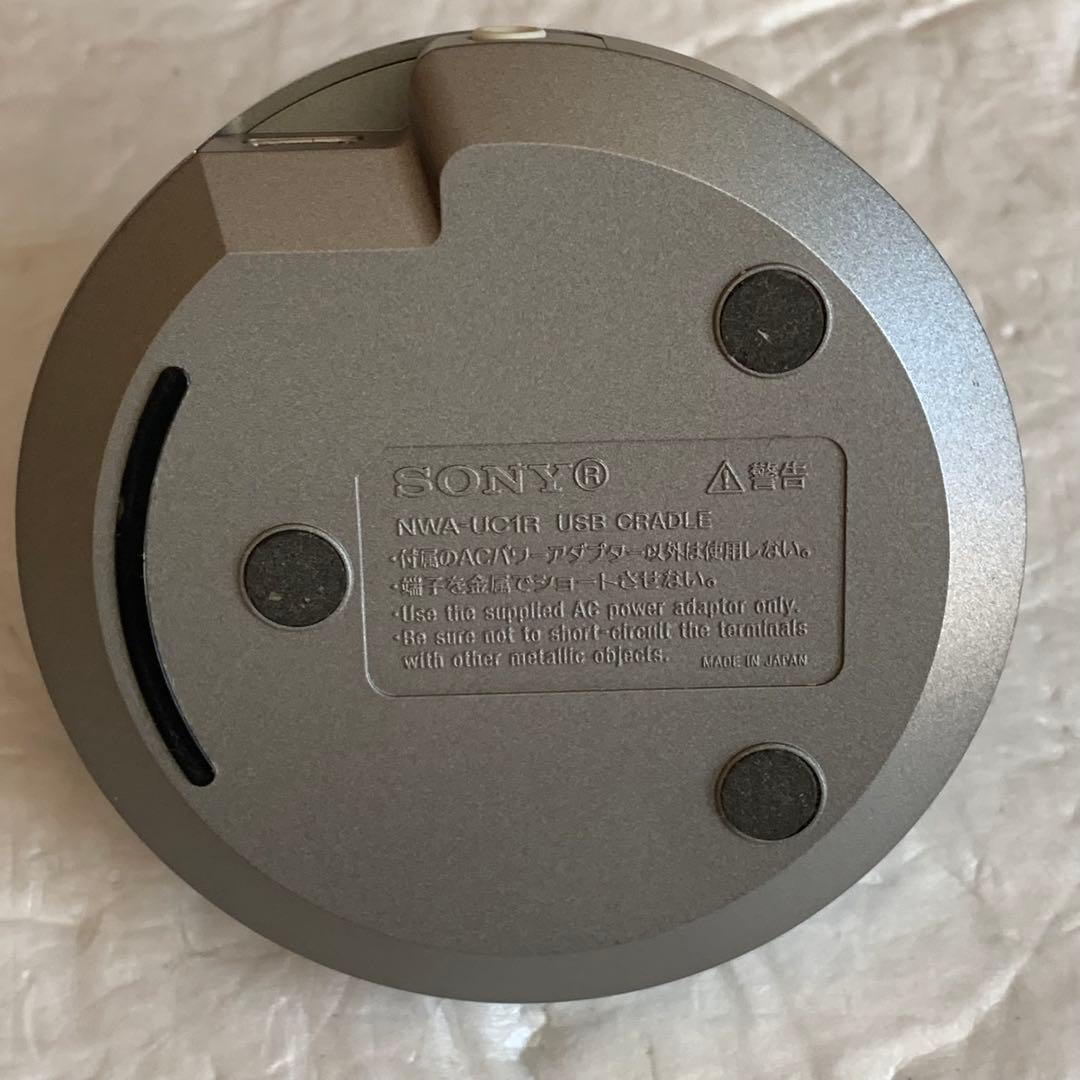 SONY® ⚠警告
NWA-UC1R USB CRADLE
・付属のACパワーアダプター以外は使用しない。
・端子を金属でショートさせない。
・Use the supplied AC power adaptor only.
・Be sure not to short-circuit the terminals
with other metallic objects. MADE IN JAPAN